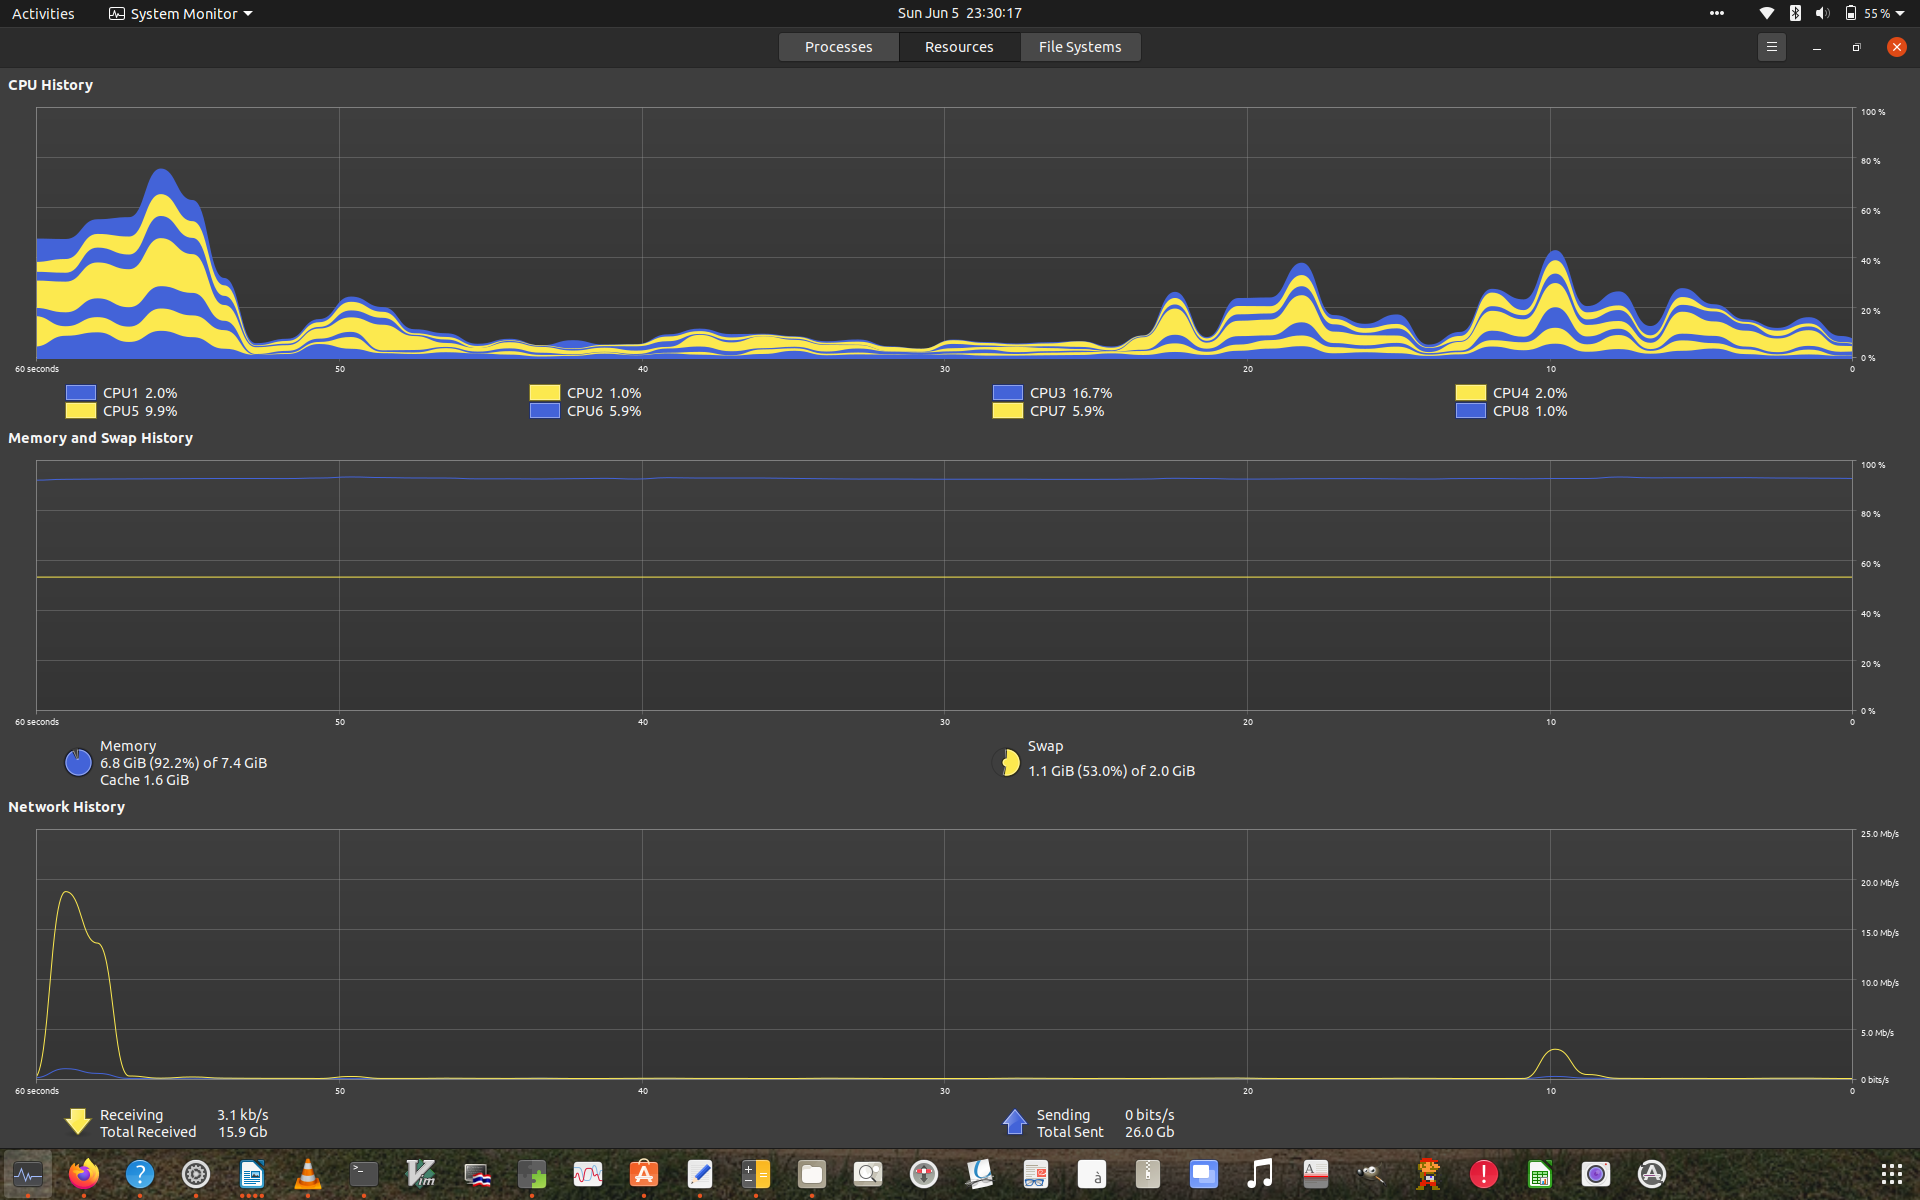 Activities System Monitor Sun Jun 5 23:30:17 55 %
Processes Resources File Systems
CPU History
100 %
80 %
60 %
40 %
20 %
0 %
60 seconds 50 40 30 20 10 0
CPU1 2.0% CPU2 1.0% CPU3 16.7% CPU4 2.0%
CPU5 9.9% CPU6 5.9% CPU7 5.9% CPU8 1.0%
Memory and Swap History
100 %
80 %
60 %
40 %
20 %
0 %
60 seconds 50 40 30 20 10 0
Memory Swap
6.8 GiB (92.2%) of 7.4 GiB 1.1 GiB (53.0%) of 2.0 GiB
Cache 1.6 GiB
Network History
25.0 Mb/s
20.0 Mb/s
15.0 Mb/s
10.0 Mb/s
5.0 Mb/s
0 bits/s
60 seconds 50 40 30 20 10 0
Receiving 3.1 kb/s Sending 0 bits/s
Total Received 15.9 Gb Total Sent 26.0 Gb